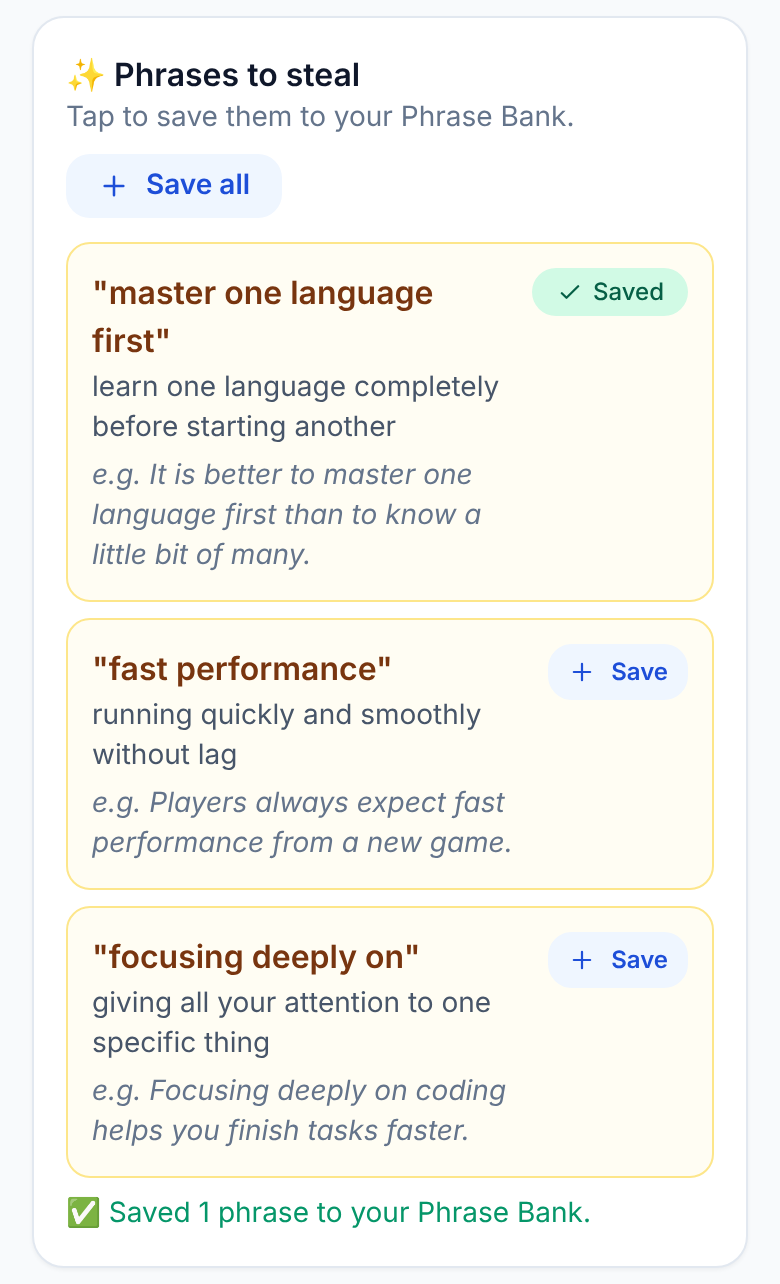 ✨ Phrases to steal
Tap to save them to your Phrase Bank.
+ Save all
"master one language
first"
✓ Saved
learn one language completely
before starting another
e.g. It is better to master one
language first than to know a
little bit of many.
"fast performance"
+ Save
running quickly and smoothly
without lag
e.g. Players always expect fast
performance from a new game.
"focusing deeply on"
+ Save
giving all your attention to one
specific thing
e.g. Focusing deeply on coding
helps you finish tasks faster.
✅ Saved 1 phrase to your Phrase Bank.